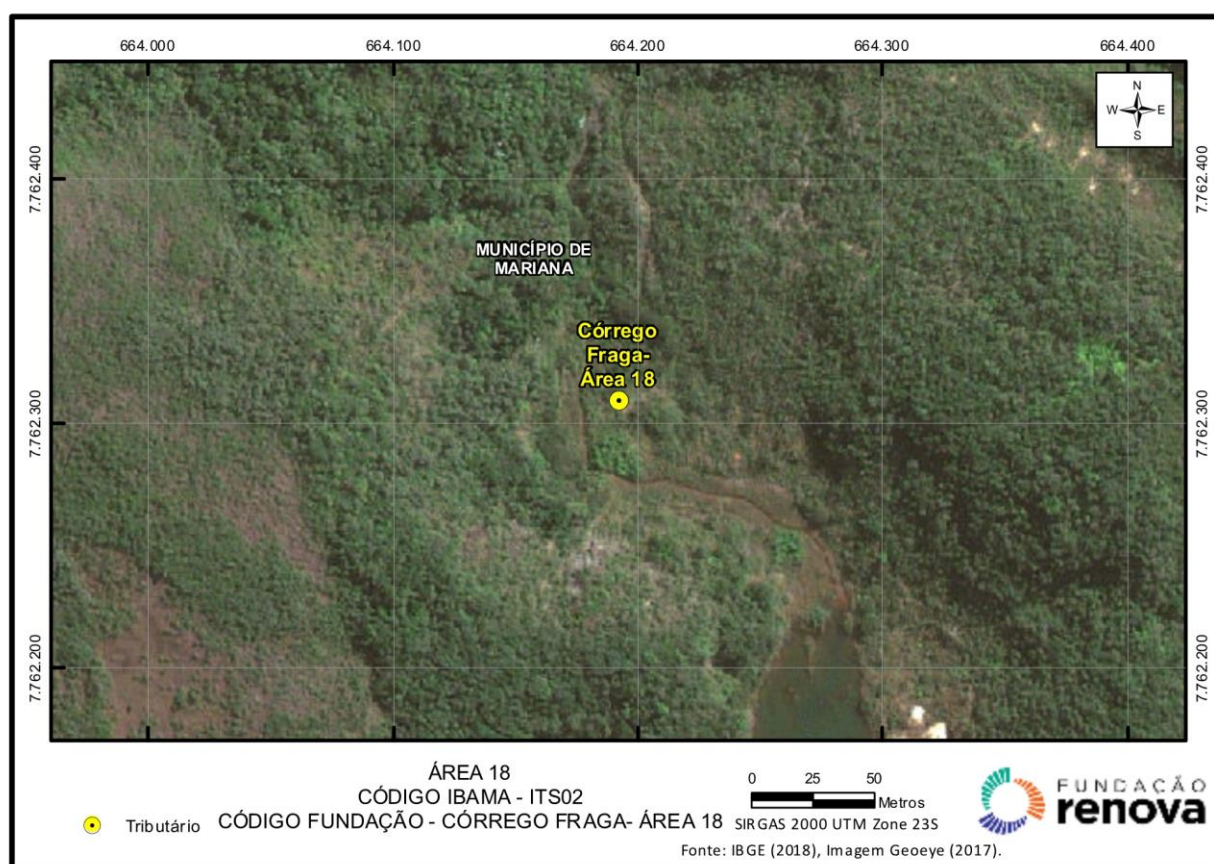 664.000 664.100 664.200 664.300 664.400
N
W E
S
7.762.400 7.762.400
MUNICÍPIO DE
MARIANA
Córrego
Fraga-
Área 18
7.762.300 7.762.300
7.762.200 7.762.200
ÁREA 18
CÓDIGO IBAMA - ITS02
Tributário CÓDIGO FUNDAÇÃO - CÓRREGO FRAGA- ÁREA 18
0 25 50
Metros
SIRGAS 2000 UTM Zone 23S
Fonte: IBGE (2018), Imagem Geoeye (2017).
FUNDAÇÃO
renova